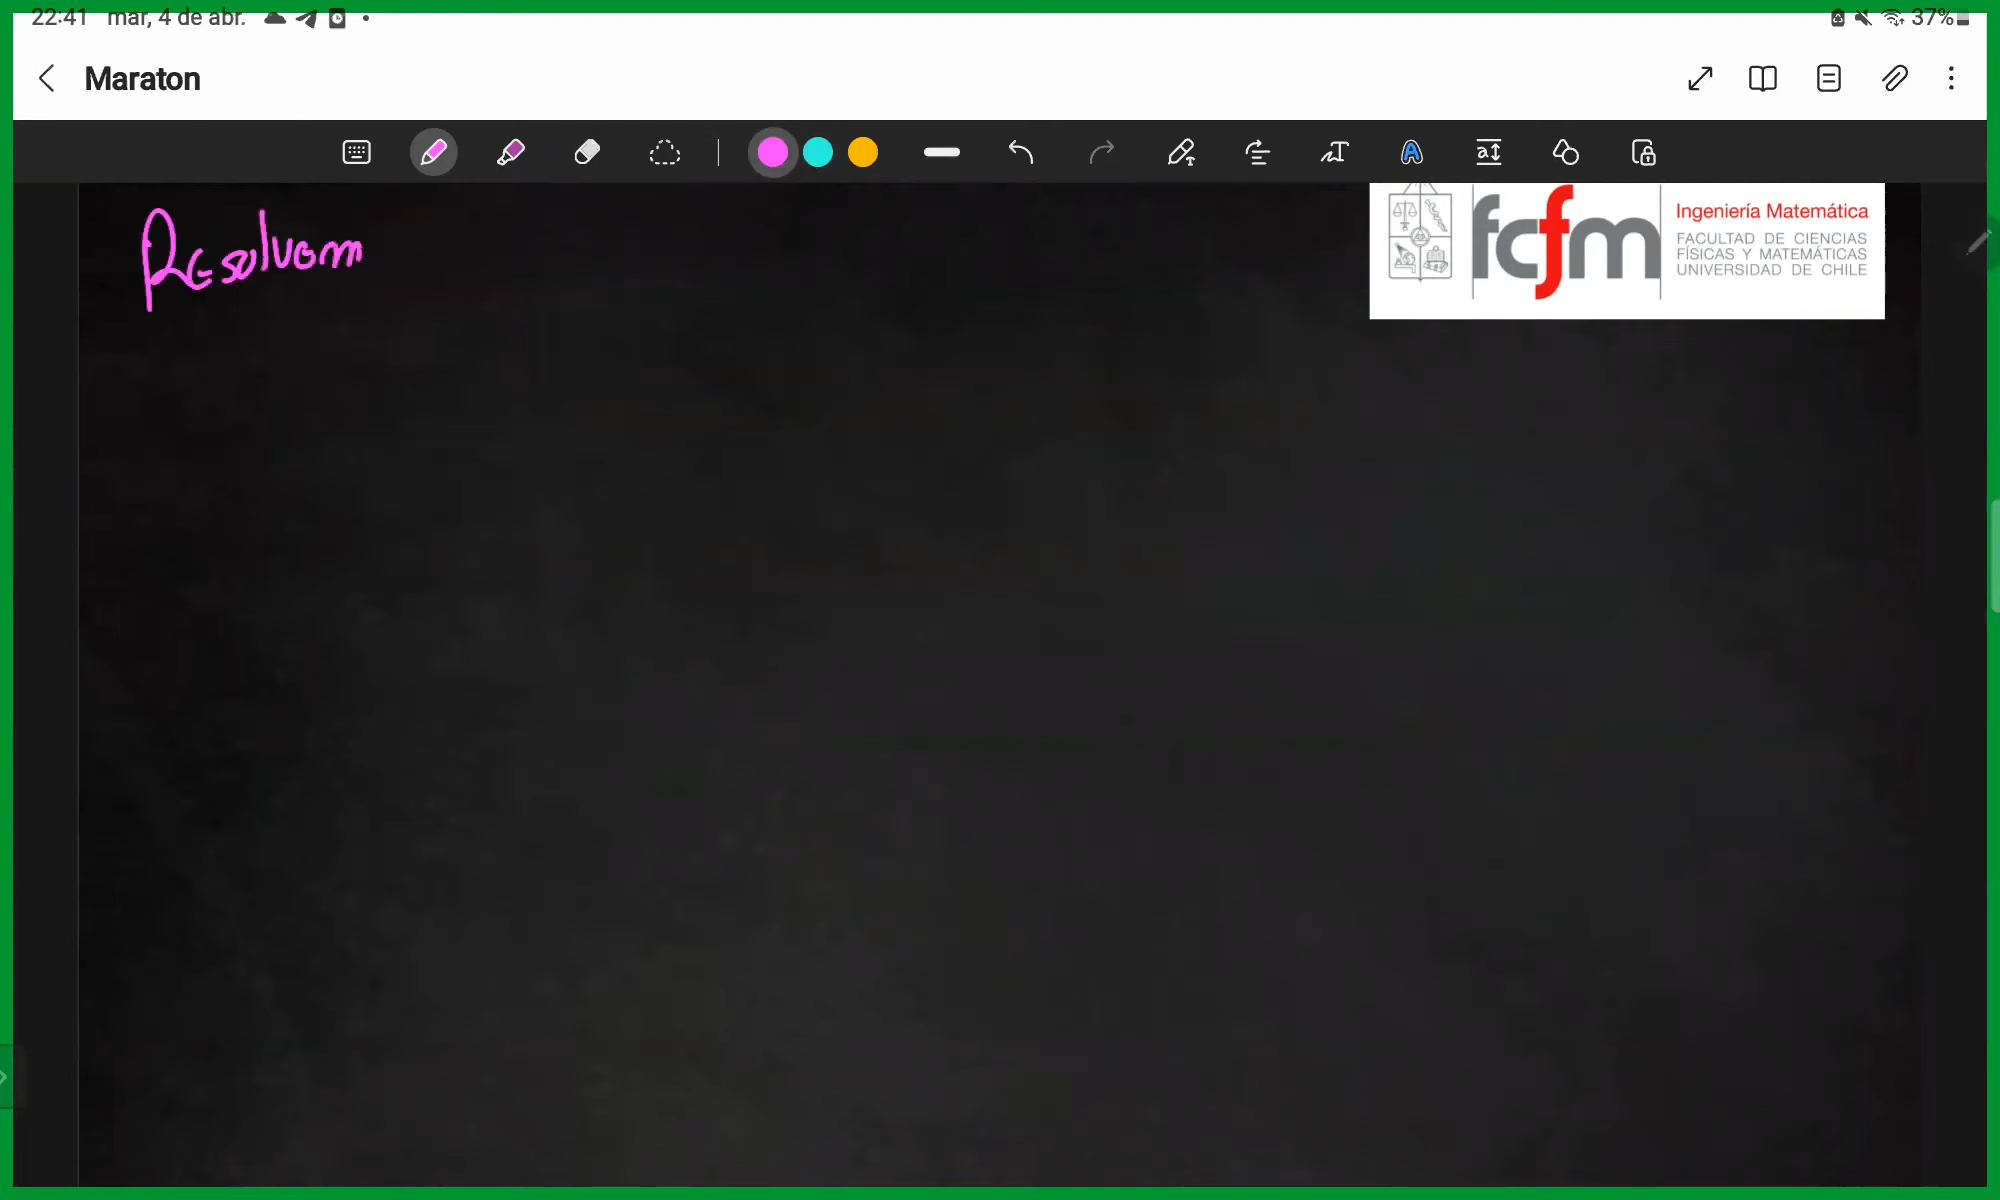 22:41 mar, 4 de abr.
37%
Maraton
Resolvem
fcfm
Ingeniería Matemática
FACULTAD DE CIENCIAS
FÍSICAS Y MATEMÁTICAS
UNIVERSIDAD DE CHILE